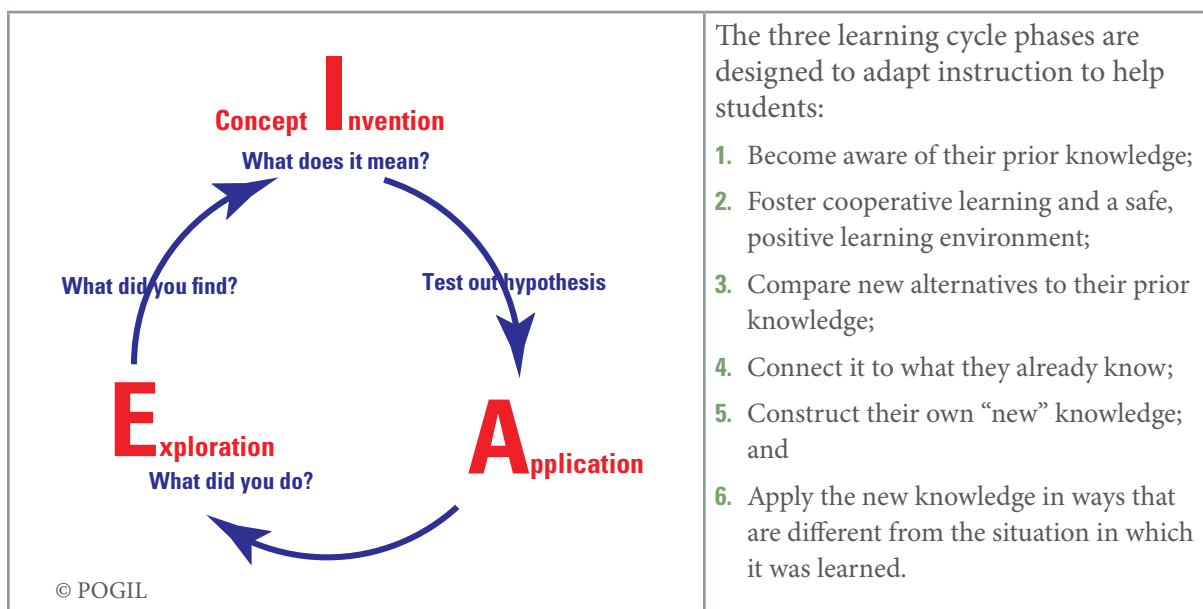 Concept Invention
What does it mean?
What did you find?
Test out hypothesis
Exploration
What did you do?
Application
© POGIL
The three learning cycle phases are
designed to adapt instruction to help
students:
1. Become aware of their prior knowledge;
2. Foster cooperative learning and a safe,
positive learning environment;
3. Compare new alternatives to their prior
knowledge;
4. Connect it to what they already know;
5. Construct their own “new” knowledge;
and
6. Apply the new knowledge in ways that
are different from the situation in which
it was learned.